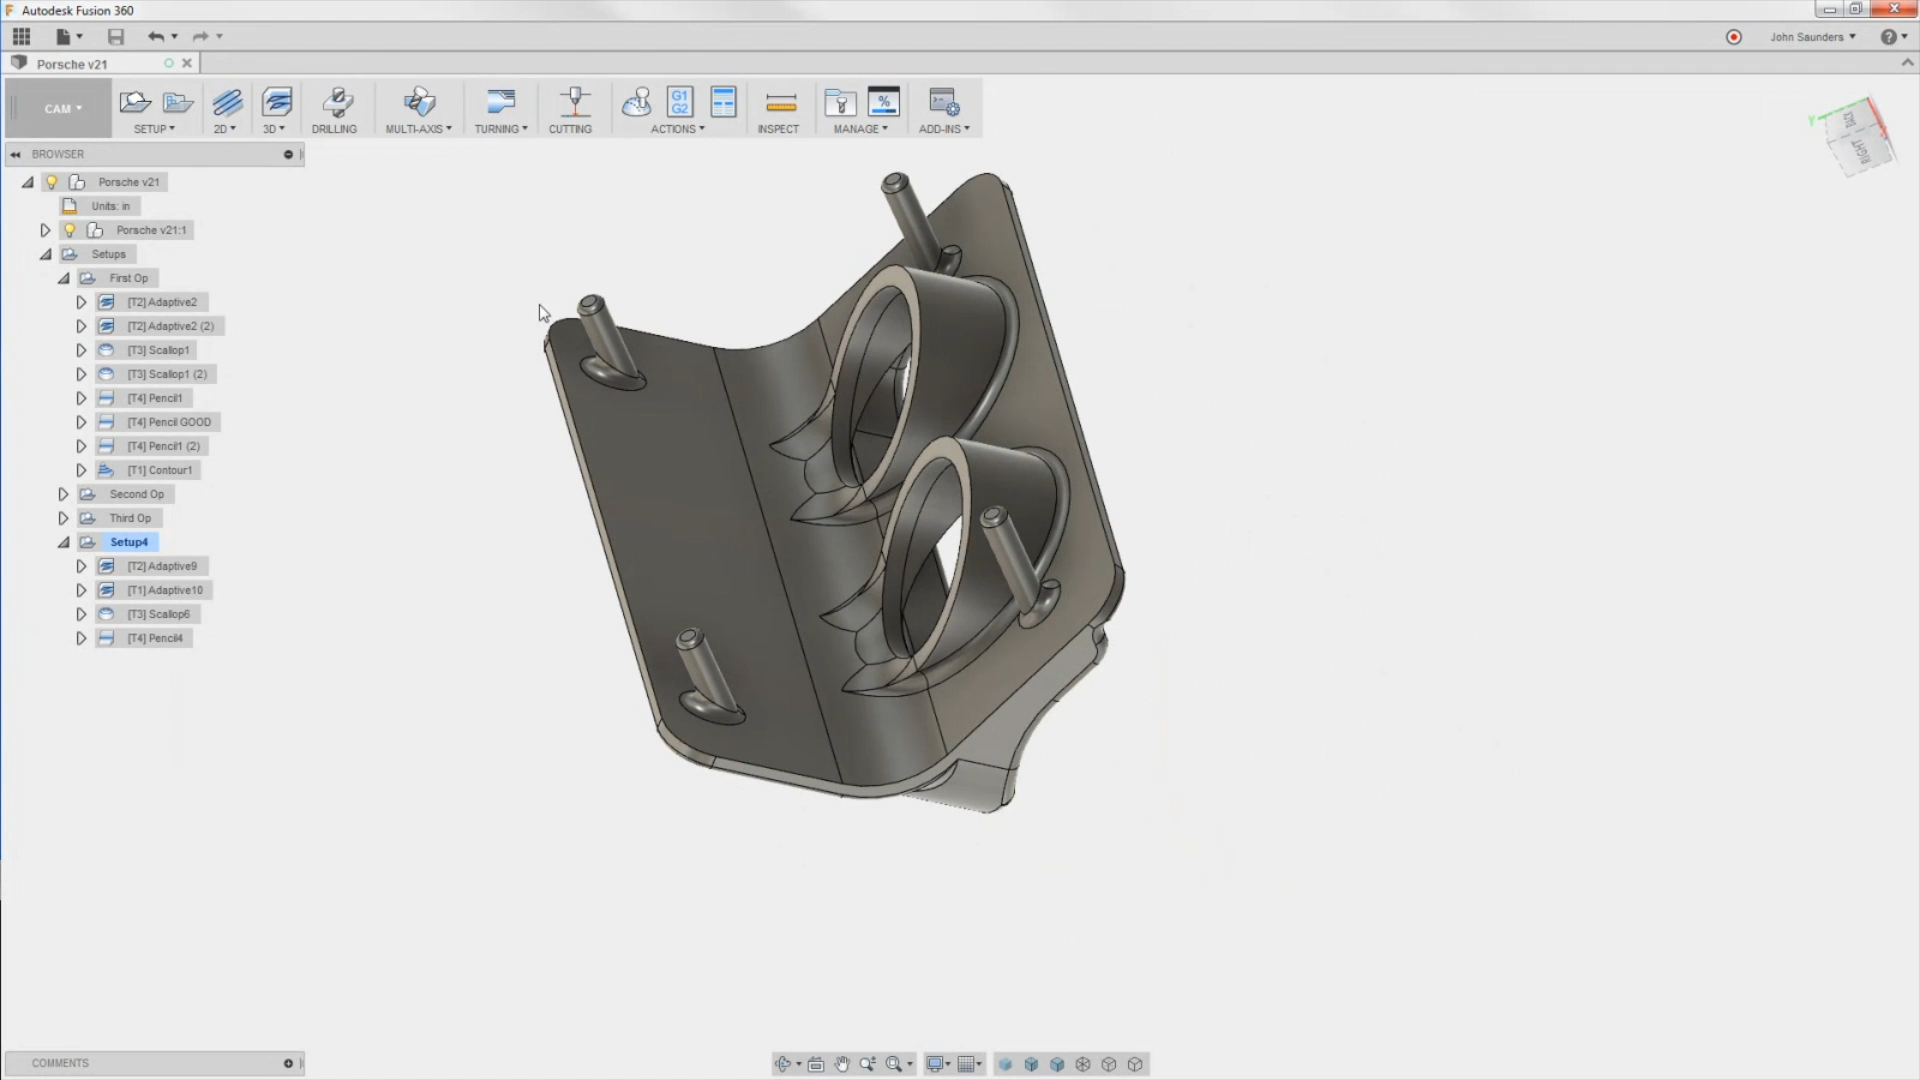 Autodesk Fusion 360
John Saunders
Porsche v21
CAM
SETUP
2D
3D
DRILLING
MULTI-AXIS
TURNING
CUTTING
G1
G2
ACTIONS
INSPECT
%
MANAGE
ADD-INS
Y
RIGHT
BROWSER
Porsche v21
Units: in
Porsche v21:1
Setups
First Op
[T2] Adaptive2
[T2] Adaptive2 (2)
[T3] Scallop1
[T3] Scallop1 (2)
[T4] Pencil1
[T4] Pencil GOOD
[T4] Pencil1 (2)
[T1] Contour1
Second Op
Third Op
Setup4
[T2] Adaptive9
[T1] Adaptive10
[T3] Scallop6
[T4] Pencil4
COMMENTS